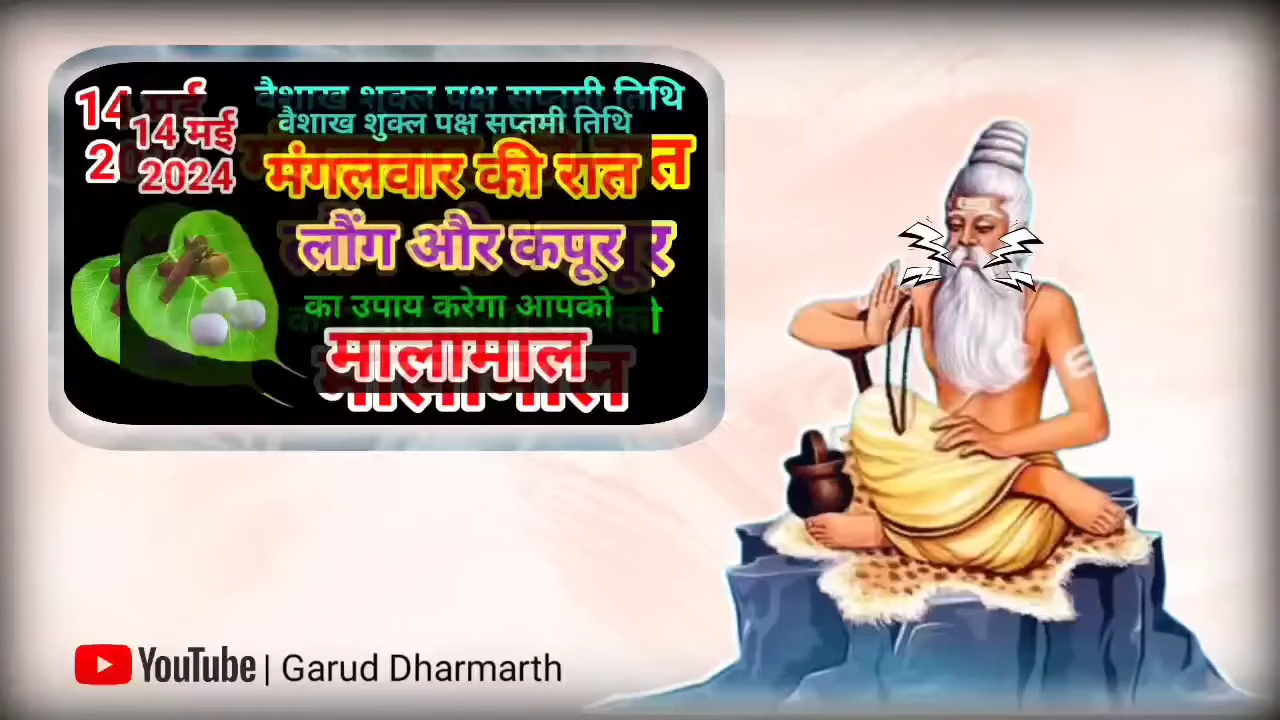 14 मई
2024
वैशाख शुक्ल पक्ष सप्तमी तिथि
मंगलवार की रात
लौंग और कपूर
का उपाय करेगा आपको
मालामाल
YouTube | Garud Dharmarth